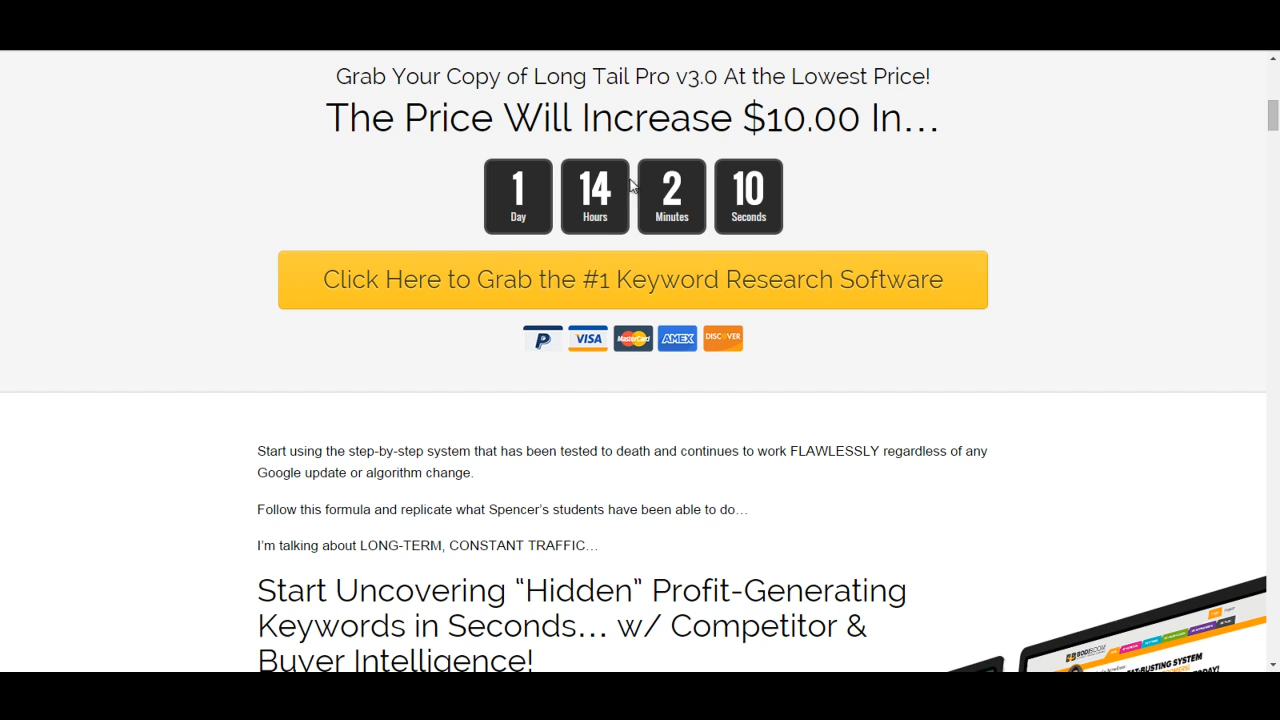 Grab Your Copy of Long Tail Pro v3.0 At the Lowest Price!
The Price Will Increase $10.00 In…
1 14 2 10
Day Hours Minutes Seconds
Click Here to Grab the #1 Keyword Research Software
P VISA MasterCard AMEX DISCOVER
Start using the step-by-step system that has been tested to death and continues to work FLAWLESSLY regardless of any
Google update or algorithm change.
Follow this formula and replicate what Spencer's students have been able to do…
I'm talking about LONG-TERM, CONSTANT TRAFFIC…
Start Uncovering “Hidden” Profit-Generating
Keywords in Seconds… w/ Competitor &
Buyer Intelligence!